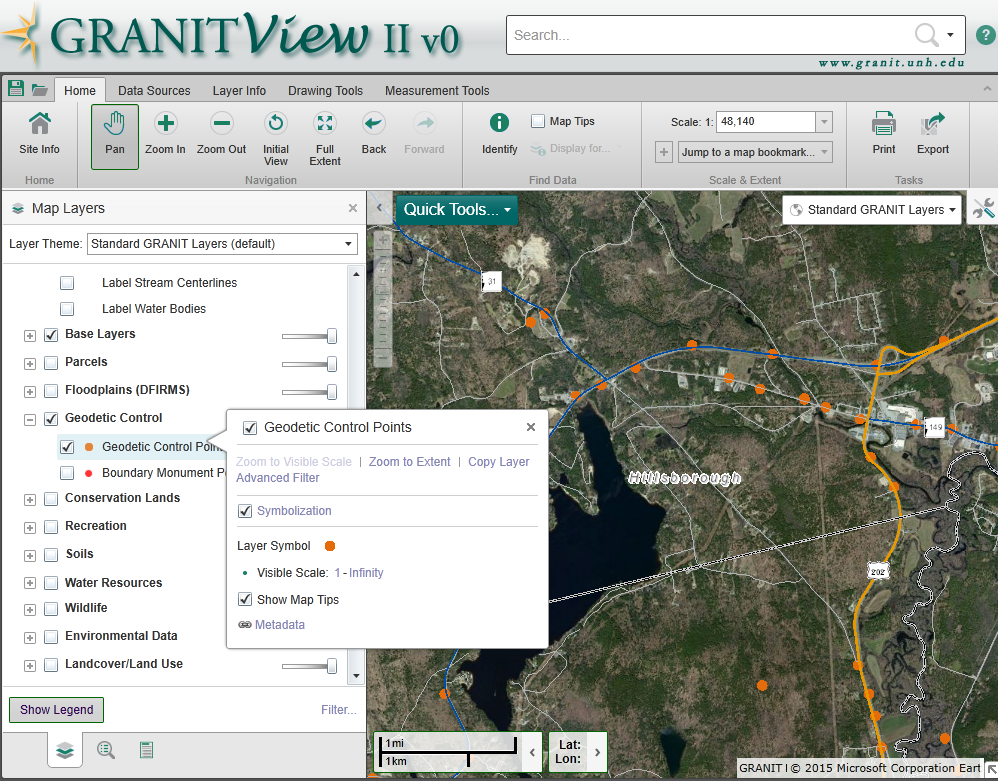 GRANITView II v0
Search...
?
www.granit.unh.edu
Home
Data Sources
Layer Info
Drawing Tools
Measurement Tools
Site Info
Pan
Zoom In
Zoom Out
Initial
View
Full
Extent
Back
Forward
Identify
Map Tips
Display for...
Scale: 1: 48,140
Jump to a map bookmark...
Print
Export
Home
Navigation
Find Data
Scale & Extent
Tasks
Map Layers
Quick Tools...
Standard GRANIT Layers
Layer Theme: Standard GRANIT Layers (default)
Label Stream Centerlines
Label Water Bodies
Base Layers
Parcels
Floodplains (DFIRMS)
Geodetic Control
Geodetic Control Poin
Boundary Monument P
Conservation Lands
Recreation
Soils
Water Resources
Wildlife
Environmental Data
Landcover/Land Use
Show Legend
Filter...
Geodetic Control Points
Zoom to Visible Scale | Zoom to Extent | Copy Layer
Advanced Filter
Symbolization
Layer Symbol
Visible Scale: 1 - Infinity
Show Map Tips
Metadata
31
149
Hillsborough
202
1mi
1km
Lat:
Lon:
GRANIT | © 2015 Microsoft Corporation Eart